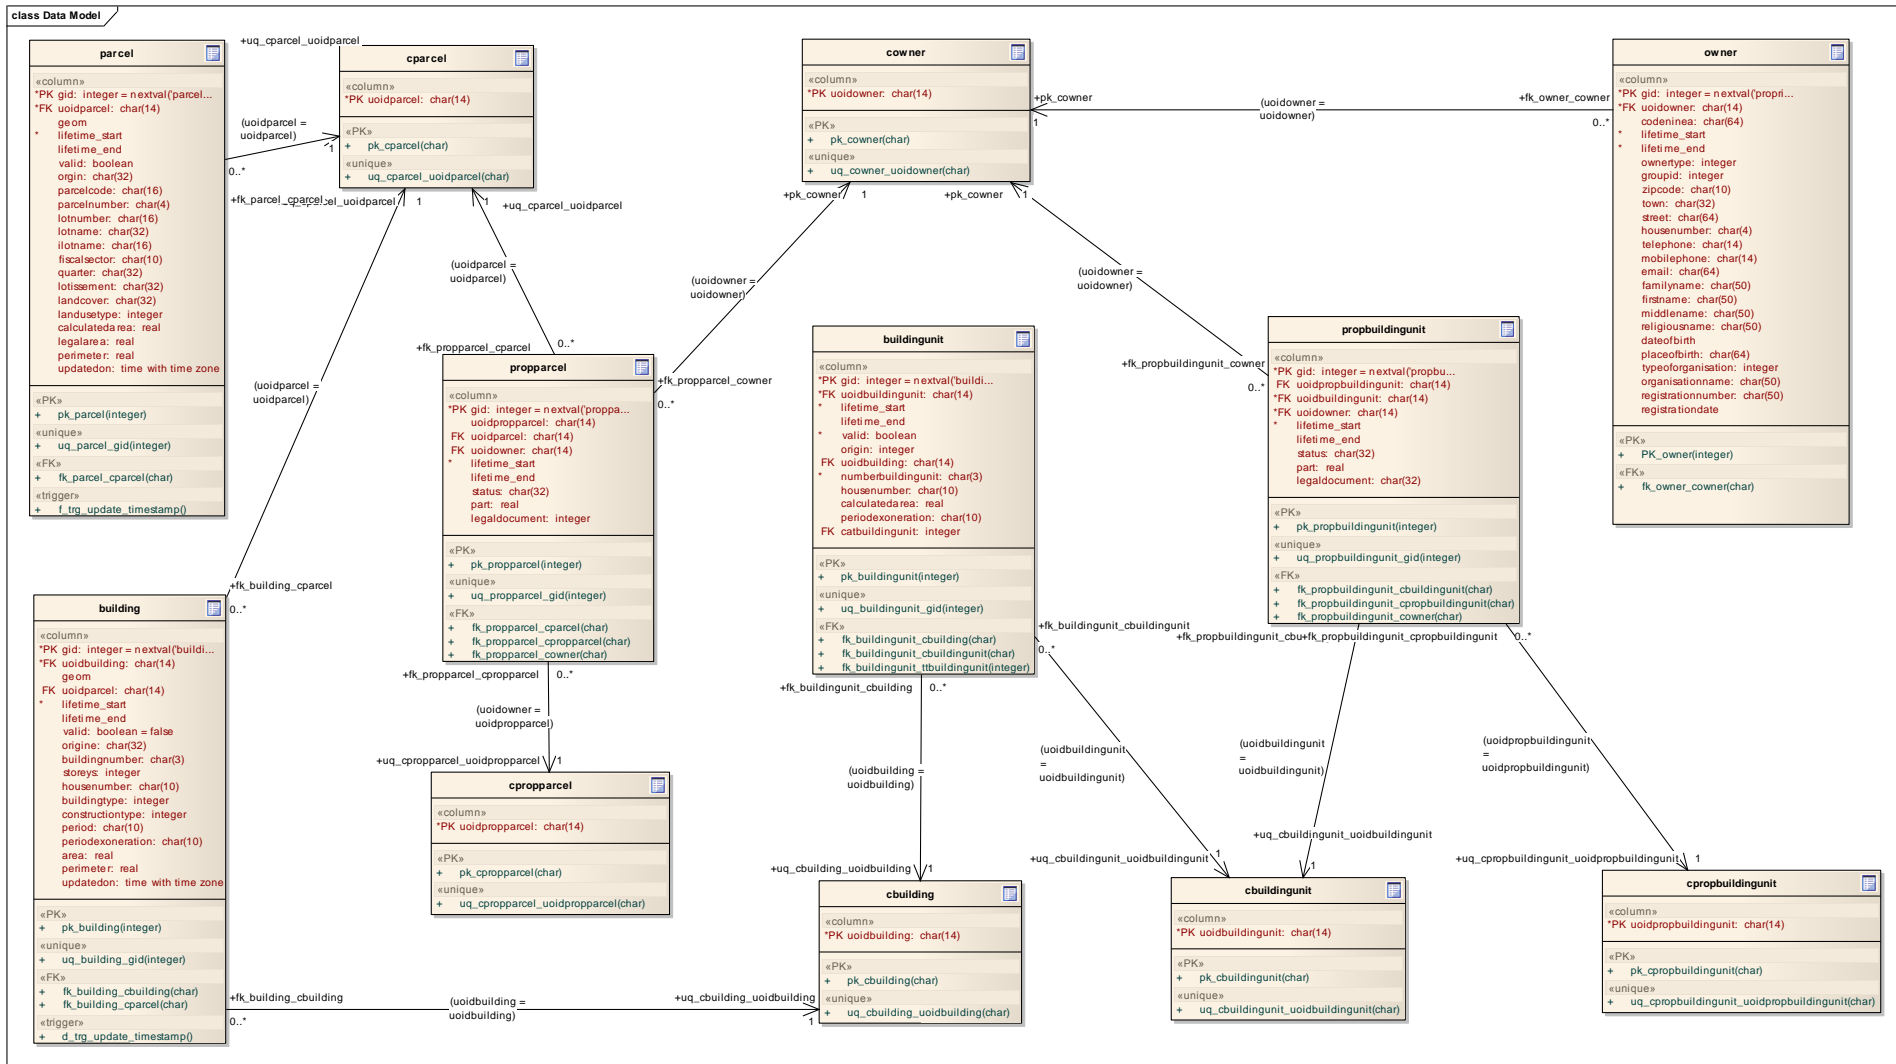 class Data Model
parcel
«column»
*PK gid: integer = nextval('parcel...
*FK uoidparcel: char(14)
geom
* lifetime_start
lifetime_end
valid: boolean
orgin: char(32)
parcelcode: char(16)
parcelnumber: char(4)
lotnumber: char(16)
lotname: char(32)
ilotname: char(16)
fiscalsector: char(10)
quarter: char(32)
lotissement: char(32)
landcover: char(32)
landusetype: integer
calculatedarea: real
legalarea: real
perimeter: real
updatedon: time with time zone
«PK»
+ pk_parcel(integer)
«unique»
+ uq_parcel_gid(integer)
«FK»
+ fk_parcel_cparcel(char)
«trigger»
+ f_trg_update_timestamp()
+uq_cparcel_uoidparcel
(uoidparcel =
uoidparcel)
1
0..*
+fk_parcel_cparcel
cparcel
«column»
*PK uoidparcel: char(14)
«PK»
+ pk_cparcel(char)
«unique»
+ uq_cparcel_uoidparcel(char)
1
+uq_cparcel_uoidparcel
1
(uoidparcel =
uoidparcel)
+fk_propparcel_cparcel
0..*
(uoidparcel =
uoidparcel)
+fk_building_cparcel
0..*
cowner
«column»
*PK uoidowner: char(14)
«PK»
+ pk_cowner(char)
«unique»
+ uq_cowner_uoidowner(char)
+pk_cowner
1
(uoidowner =
uoidowner)
+fk_owner_cowner
0..*
+pk_cowner
1
(uoidowner =
uoidowner)
+fk_propparcel_cowner
0..*
+pk_cowner
1
(uoidowner =
uoidowner)
+fk_propbuildingunit_cowner
0..*
owner
«column»
*PK gid: integer = nextval('propri...
*FK uoidowner: char(14)
codeninea: char(64)
* lifetime_start
* lifetime_end
ownertype: integer
groupid: integer
zipcode: char(10)
town: char(32)
street: char(64)
housenumber: char(4)
telephone: char(14)
mobilephone: char(14)
email: char(64)
familyname: char(50)
firstname: char(50)
middlename: char(50)
religiousname: char(50)
dateofbirth
placeofbirth: char(64)
typeoforganisation: integer
organisationname: char(50)
registrationnumber: char(50)
registrationdate
«PK»
+ PK_owner(integer)
«FK»
+ fk_owner_cowner(char)
propparcel
«column»
*PK gid: integer = nextval('proppa...
uoidpropparcel: char(14)
FK uoidparcel: char(14)
FK uoidowner: char(14)
* lifetime_start
lifetime_end
status: char(32)
part: real
legaldocument: integer
«PK»
+ pk_propparcel(integer)
«unique»
+ uq_propparcel_gid(integer)
«FK»
+ fk_propparcel_cparcel(char)
+ fk_propparcel_cpropparcel(char)
+ fk_propparcel_cowner(char)
+fk_propparcel_cpropparcel
0..*
(uoidowner =
uoidpropparcel)
+uq_cpropparcel_uoidpropparcel
1
buildingunit
«column»
*PK gid: integer = nextval('buildi...
*FK uoidbuildingunit: char(14)
* lifetime_start
lifetime_end
* valid: boolean
origin: integer
FK uoidbuilding: char(14)
* numberbuildingunit: char(3)
housenumber: char(10)
calculatedarea: real
periodexoneration: char(10)
FK catbuildingunit: integer
«PK»
+ pk_buildingunit(integer)
«unique»
+ uq_buildingunit_gid(integer)
«FK»
+ fk_buildingunit_cbuilding(char)
+ fk_buildingunit_cbuildingunit(char)
+ fk_buildingunit_ttbuildingunit(integer)
+fk_buildingunit_cbuilding
0..*
(uoidbuilding =
uoidbuilding)
+uq_cbuilding_uoidbuilding
1
+fk_buildingunit_cbuildingunit
0..*
(uoidbuildingunit
=
uoidbuildingunit)
+uq_cbuildingunit_uoidbuildingunit
1
propbuildingunit
«column»
*PK gid: integer = nextval('propbu...
FK uoidpropbuildingunit: char(14)
*FK uoidbuildingunit: char(14)
*FK uoidowner: char(14)
* lifetime_start
lifetime_end
status: char(32)
part: real
legaldocument: char(32)
«PK»
+ pk_propbuildingunit(integer)
«unique»
+ uq_propbuildingunit_gid(integer)
«FK»
+ fk_propbuildingunit_cbuildingunit(char)
+ fk_propbuildingunit_cpropbuildingunit(char)
+ fk_propbuildingunit_cowner(char)
+fk_propbuildingunit_cpropbuildingunit
0..*
(uoidbuildingunit
=
uoidbuildingunit)
+uq_cbuildingunit_uoidbuildingunit
1
(uoidpropbuildingunit
=
uoidpropbuildingunit)
+uq_cpropbuildingunit_uoidpropbuildingunit
1
building
«column»
*PK gid: integer = nextval('buildi...
*FK uoidbuilding: char(14)
geom
FK uoidparcel: char(14)
* lifetime_start
lifetime_end
valid: boolean = false
origine: char(32)
buildingnumber: char(3)
storeys: integer
housenumber: char(10)
buildingtype: integer
constructiontype: integer
period: char(10)
periodexoneration: char(10)
area: real
perimeter: real
updatedon: time with time zone
«PK»
+ pk_building(integer)
«unique»
+ uq_building_gid(integer)
«FK»
+ fk_building_cbuilding(char)
+ fk_building_cparcel(char)
«trigger»
+ d_trg_update_timestamp()
+fk_building_cbuilding
0..*
(uoidbuilding =
uoidbuilding)
+uq_cbuilding_uoidbuilding
1
cpropparcel
«column»
*PK uoidpropparcel: char(14)
«PK»
+ pk_cpropparcel(char)
«unique»
+ uq_cpropparcel_uoidpropparcel(char)
cbuilding
«column»
*PK uoidbuilding: char(14)
«PK»
+ pk_cbuilding(char)
«unique»
+ uq_cbuilding_uoidbuilding(char)
cbuildingunit
«column»
*PK uoidbuildingunit: char(14)
«PK»
+ pk_cbuildingunit(char)
«unique»
+ uq_cbuildingunit_uoidbuildingunit(char)
cpropbuildingunit
«column»
*PK uoidpropbuildingunit: char(14)
«PK»
+ pk_cpropbuildingunit(char)
«unique»
+ uq_cpropbuildingunit_uoidpropbuildingunit(char)